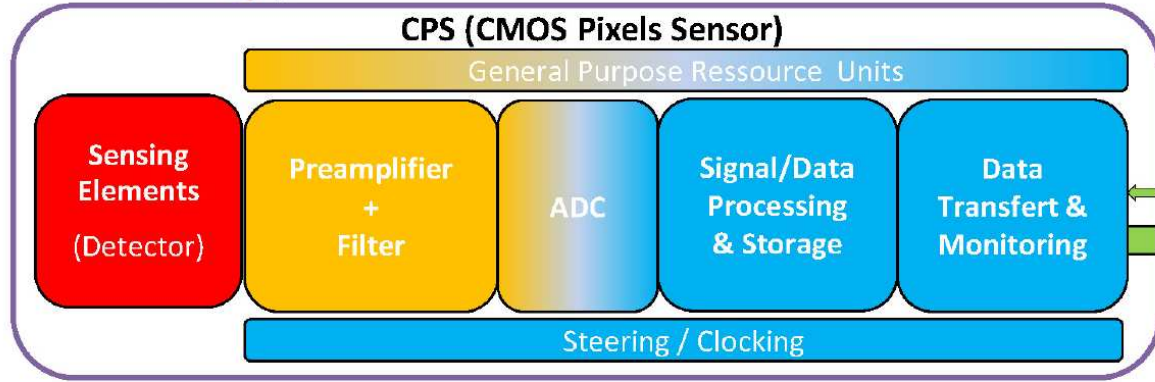 CPS (CMOS Pixels Sensor)
General Purpose Ressource Units
Sensing
Elements
(Detector)
Preamplifier
+
Filter
ADC
Signal/Data
Processing
& Storage
Data
Transfert &
Monitoring
Steering / Clocking